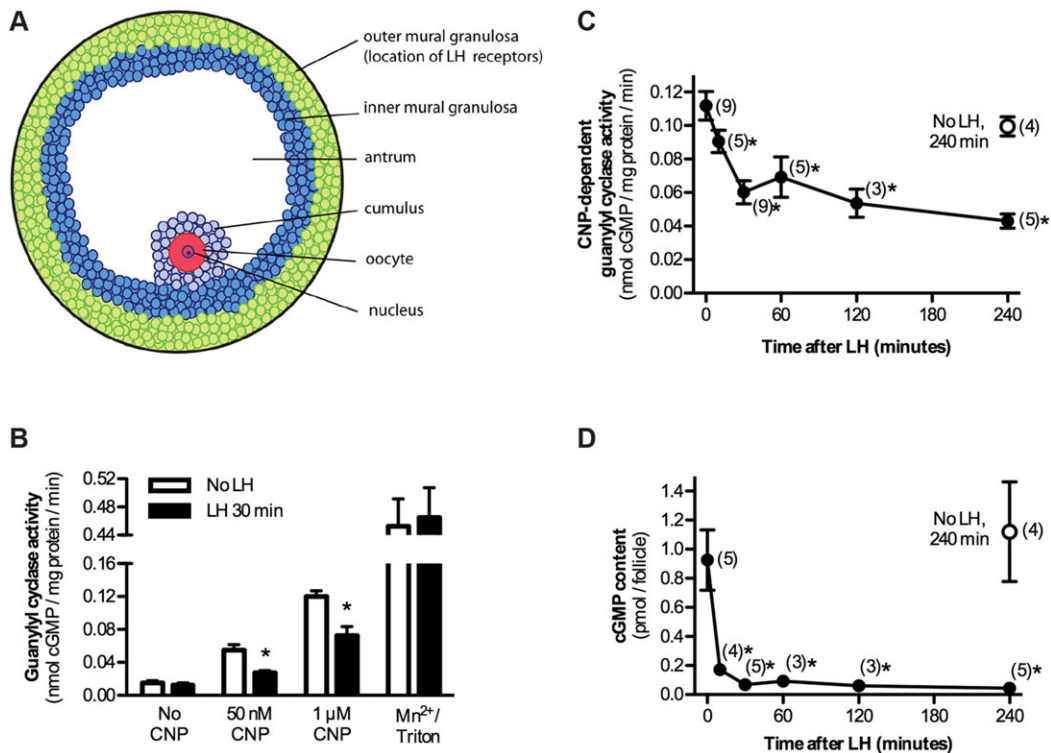 A
outer mural granulosa
(location of LH receptors)
inner mural granulosa
antrum
cumulus
oocyte
nucleus
B
Guanylyl cyclase activity
(nmol cGMP / mg protein / min)
0.52
0.48
0.44
0.16
0.12
0.08
0.04
0.00
No LH
LH 30 min
*
*
No
CNP
50 nM
CNP
1 µM
CNP
Mn²⁺/
Triton
C
CNP-dependent
guanylyl cyclase activity
(nmol cGMP / mg protein / min)
0.12
0.10
0.08
0.06
0.04
0.02
0.00
(9)
(5)*
(9)*
(5)*
(3)*
(5)*
No LH,
240 min
(4)
0
60
120
180
240
Time after LH (minutes)
D
cGMP content
(pmol / follicle)
1.4
1.2
1.0
0.8
0.6
0.4
0.2
0.0
(5)
(4)*
(5)*
(3)*
(3)*
(5)*
No LH,
240 min
(4)
0
60
120
180
240
Time after LH (minutes)